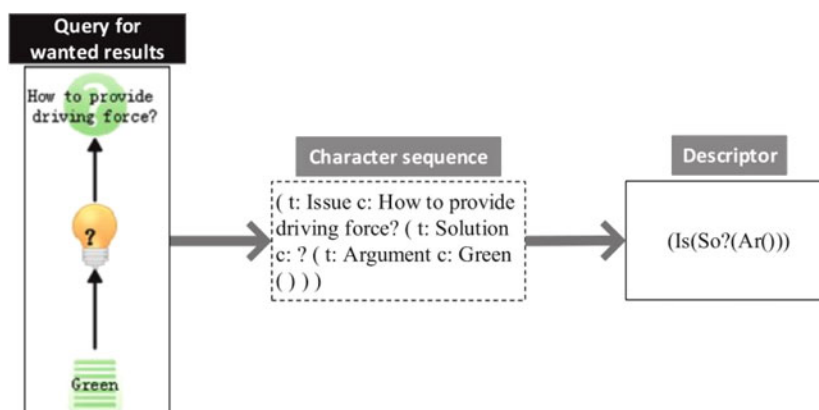 Query for
wanted results
?
How to provide
driving force?
?
Green
Character sequence
( t: Issue c: How to provide
driving force? ( t: Solution
c: ? ( t: Argument c: Green
( ) ) )
Descriptor
(Is(So?(Ar()))